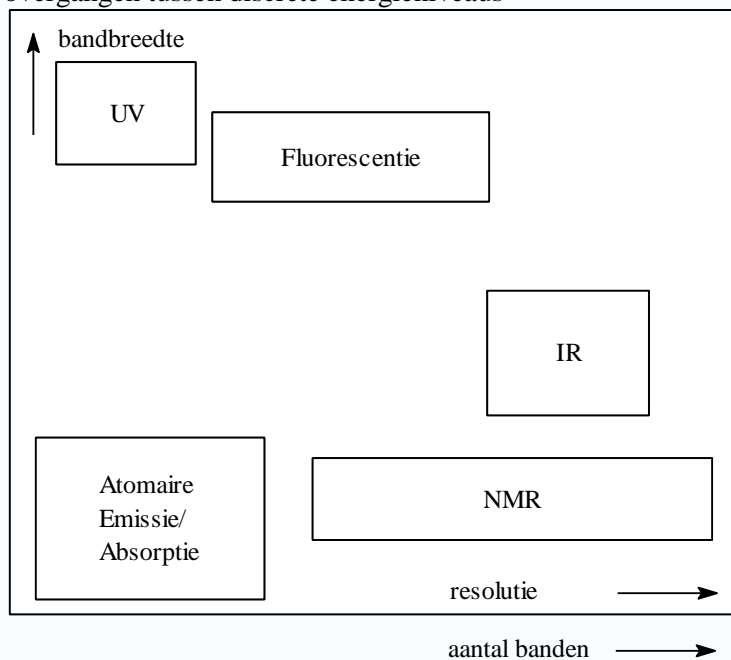 overgangen tussen discrete energieniveaus
bandbreedte
UV
Fluorescentie
IR
Atomaire
Emissie/
Absorptie
NMR
resolutie
aantal banden